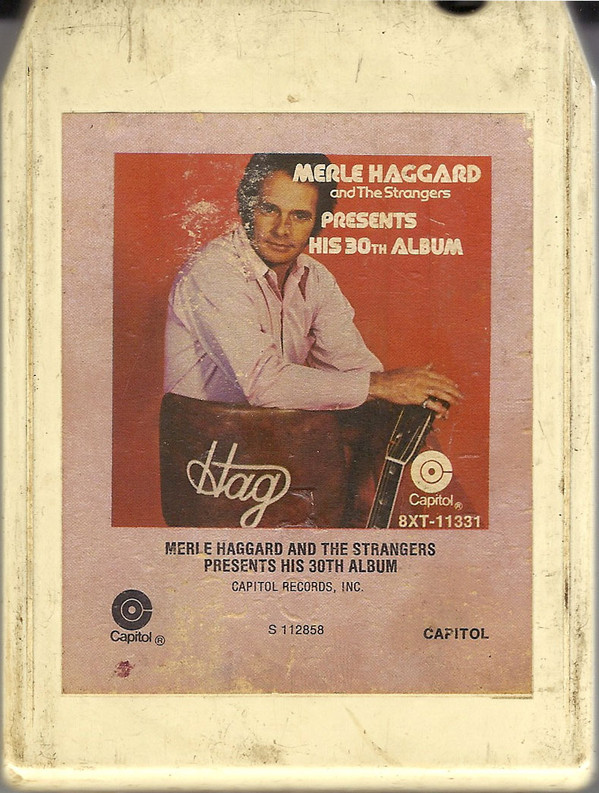 MERLE HAGGARD
and The Strangers
PRESENTS
HIS 30TH ALBUM
Hag
Capitol®
8XT-11331
MERLE HAGGARD AND THE STRANGERS
PRESENTS HIS 30TH ALBUM
CAPITOL RECORDS, INC.
Capitol®
S 112858
CAPITOL